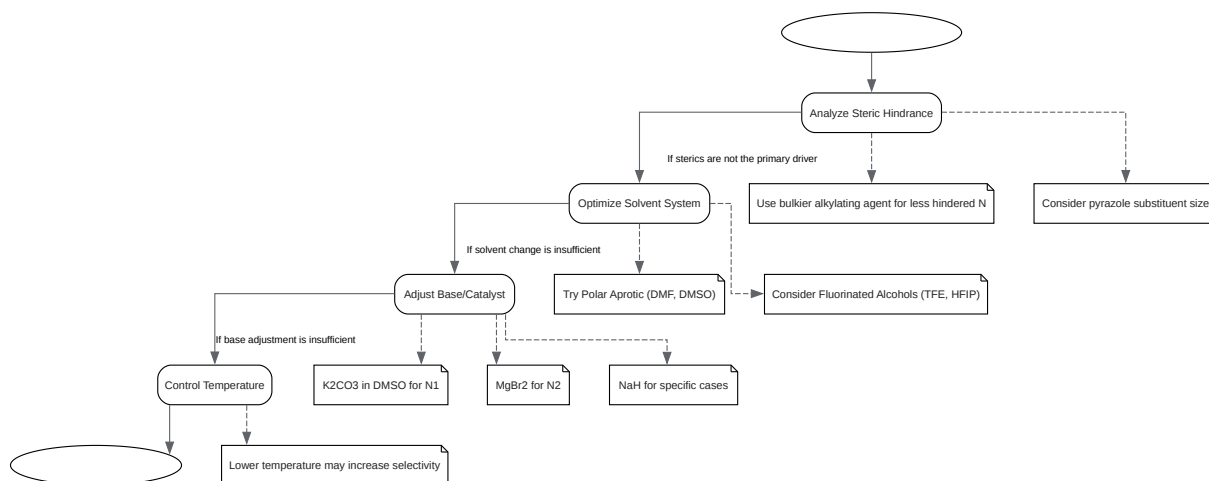 Analyze Steric Hindrance
If sterics are not the primary driver
Optimize Solvent System
Use bulkier alkylating agent for less hindered N
Consider pyrazole substituent size
If solvent change is insufficient
Adjust Base/Catalyst
Try Polar Aprotic (DMF, DMSO)
Consider Fluorinated Alcohols (TFE, HFIP)
If base adjustment is insufficient
Control Temperature
K2CO3 in DMSO for N1
MgBr2 for N2
NaH for specific cases
Lower temperature may increase selectivity